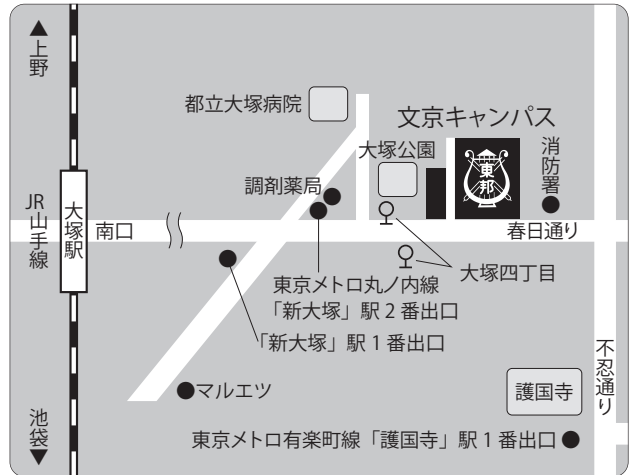 ▲上野
都立大塚病院
文京キャンパス
大塚公園
消防署
東邦
調剤薬局
JR山手線
大塚駅
南口
春日通り
大塚四丁目
東京メトロ丸ノ内線
「新大塚」駅2番出口
「新大塚」駅1番出口
不忍通り
マルエツ
護国寺
池袋▼
東京メトロ有楽町線「護国寺」駅1番出口